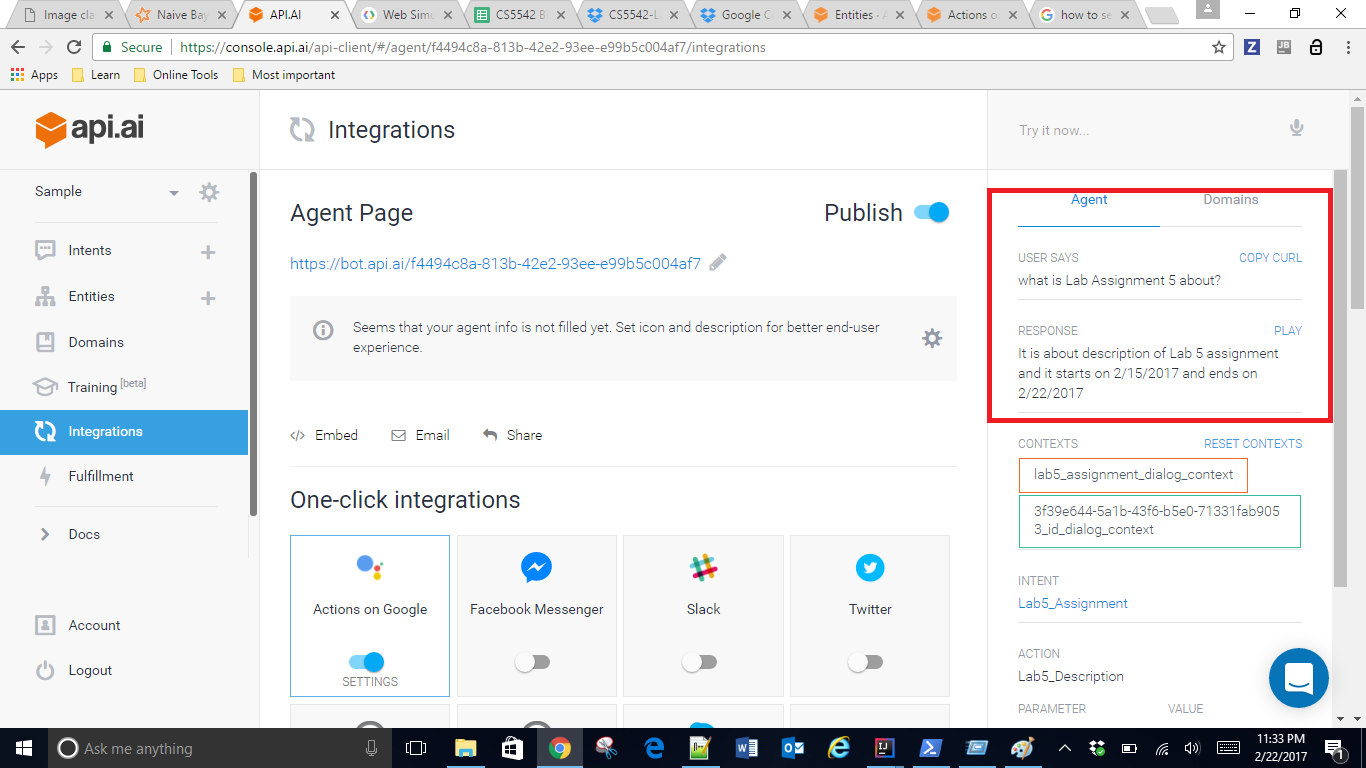 Image clas
Naive Bay
API.AI
Web Simu
CS5542 B
CS5542-L
Google C
Entities · A
Actions o
how to se
Secure
https://console.api.ai/api-client/#/agent/f4494c8a-813b-42e2-93ee-e99b5c004af7/integrations
Z
JB
Apps
Learn
Online Tools
Most important
api.ai
Integrations
Try it now...
Sample
Intents
Entities
Domains
Training [beta]
Integrations
Fulfillment
Docs
Account
Logout
Agent Page
Publish
https://bot.api.ai/f4494c8a-813b-42e2-93ee-e99b5c004af7
Seems that your agent info is not filled yet. Set icon and description for better end-user
experience.
Embed
Email
Share
One-click integrations
Actions on Google
SETTINGS
Facebook Messenger
Slack
Twitter
Agent
Domains
USER SAYS
COPY CURL
what is Lab Assignment 5 about?
RESPONSE
PLAY
It is about description of Lab 5 assignment
and it starts on 2/15/2017 and ends on
2/22/2017
CONTEXTS
RESET CONTEXTS
lab5_assignment_dialog_context
3f39e644-5a1b-43f6-b5e0-71331fab905
3_id_dialog_context
INTENT
Lab5_Assignment
ACTION
Lab5_Description
PARAMETER
VALUE
Ask me anything
11:33 PM
2/22/2017
1